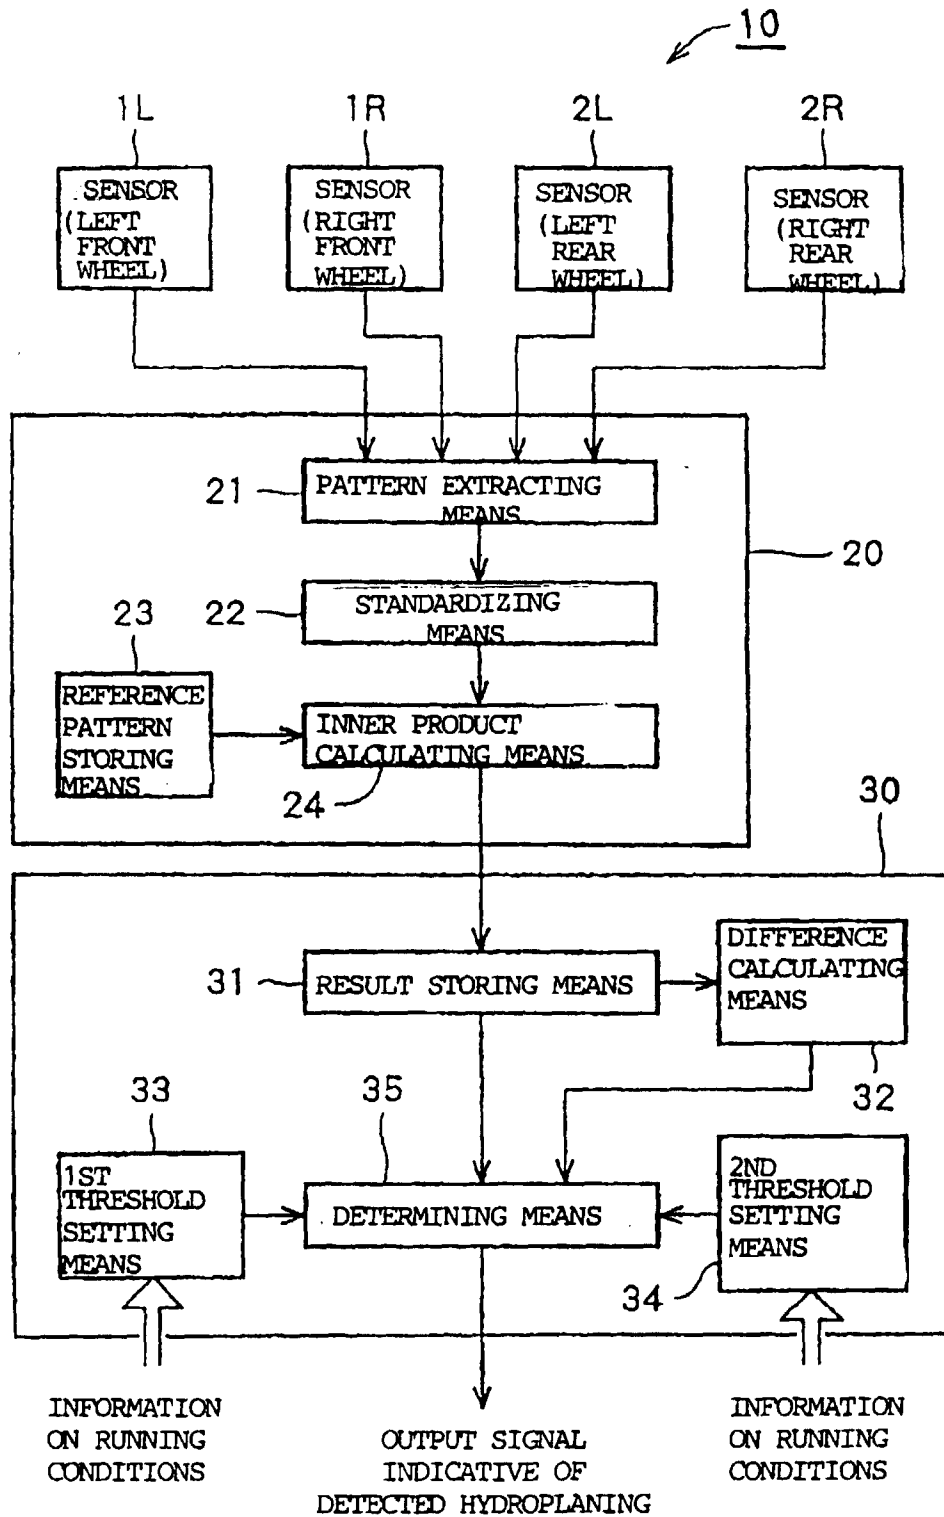 10
1L
1R
2L
2R
SENSOR
(LEFT
FRONT
WHEEL)
SENSOR
(RIGHT
FRONT
WHEEL)
SENSOR
(LEFT
REAR
WHEEL)
SENSOR
(RIGHT
REAR
WHEEL)
21
PATTERN EXTRACTING
MEANS
20
22
STANDARDIZING
MEANS
23
REFERENCE
PATTERN
STORING
MEANS
INNER PRODUCT
CALCULATING MEANS
24
30
31
RESULT STORING MEANS
DIFFERENCE
CALCULATING
MEANS
32
33
35
1ST
THRESHOLD
SETTING
MEANS
DETERMINING MEANS
2ND
THRESHOLD
SETTING
MEANS
34
INFORMATION
ON RUNNING
CONDITIONS
OUTPUT SIGNAL
INDICATIVE OF
DETECTED HYDROPLANING
INFORMATION
ON RUNNING
CONDITIONS